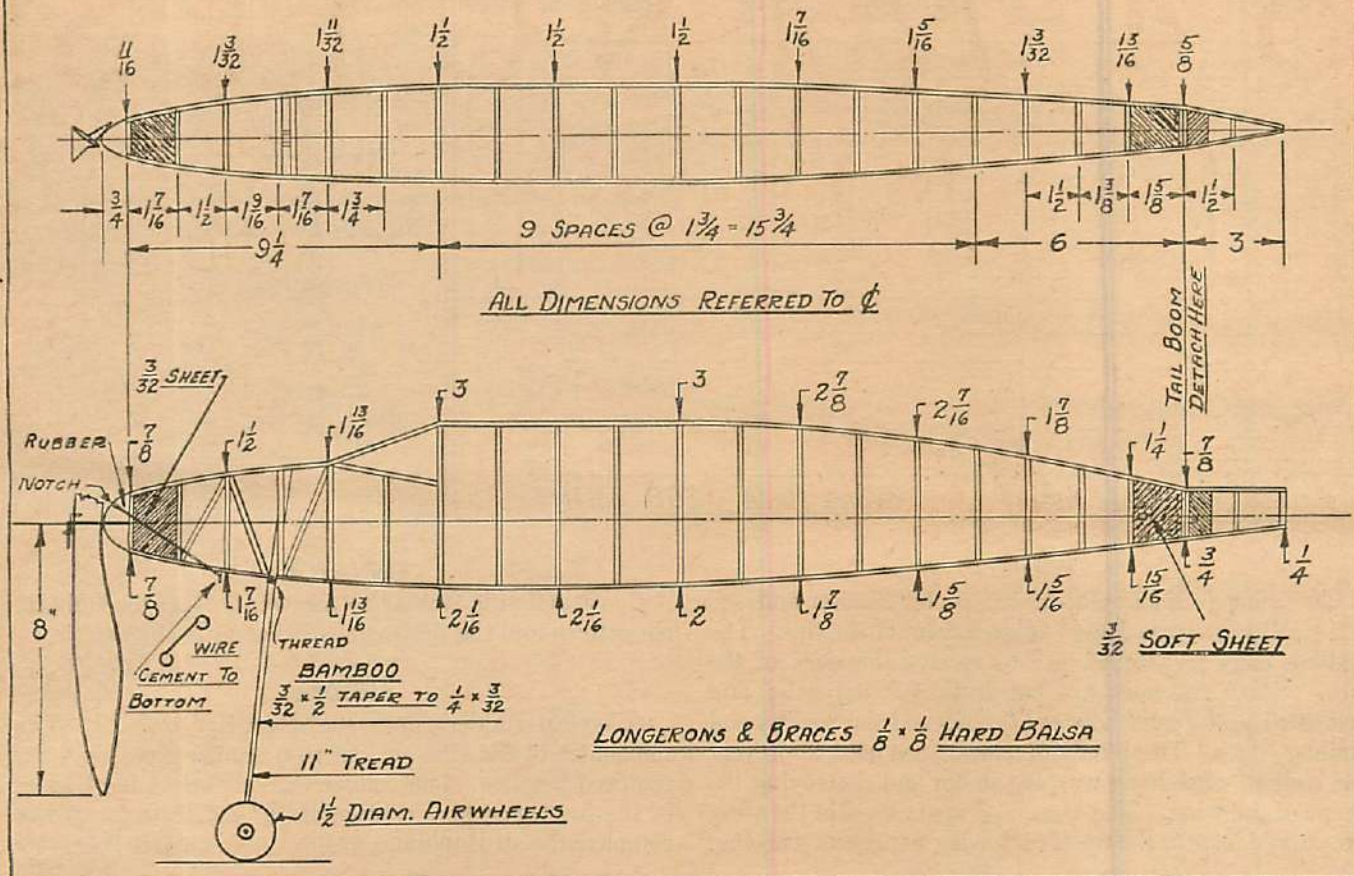 11/16 1 3/32 1 11/32 1 1/2 1 1/2 1 1/2 1 7/16 1 5/16 1 3/32 13/16 5/8
3/4 1 7/16 1 1/2 1 9/16 1 7/16 1 3/4 1 1/2 1 3/8 1 5/8 1 1/2
9 1/4 9 SPACES @ 1 3/4 = 15 3/4 6 3
ALL DIMENSIONS REFERRED TO ℄
TAIL BOOM
DETACH HERE
3/32 SHEET
RUBBER
NOTCH
7/8 1 1/2 1 13/16 3 3 2 7/8 2 7/16 1 7/8 1 1/4 7/8
7/8 1 7/16 1 13/16 2 1/16 2 1/16 2 1 7/8 1 5/8 1 5/16 15/16 3/4 1/4
8"
WIRE
CEMENT TO
BOTTOM
THREAD
BAMBOO
3/32 × 1/2 TAPER TO 1/4 × 3/32
3/32 SOFT SHEET
LONGERONS & BRACES 1/8 × 1/8 HARD BALSA
11" TREAD
1 1/2 DIAM. AIRWHEELS